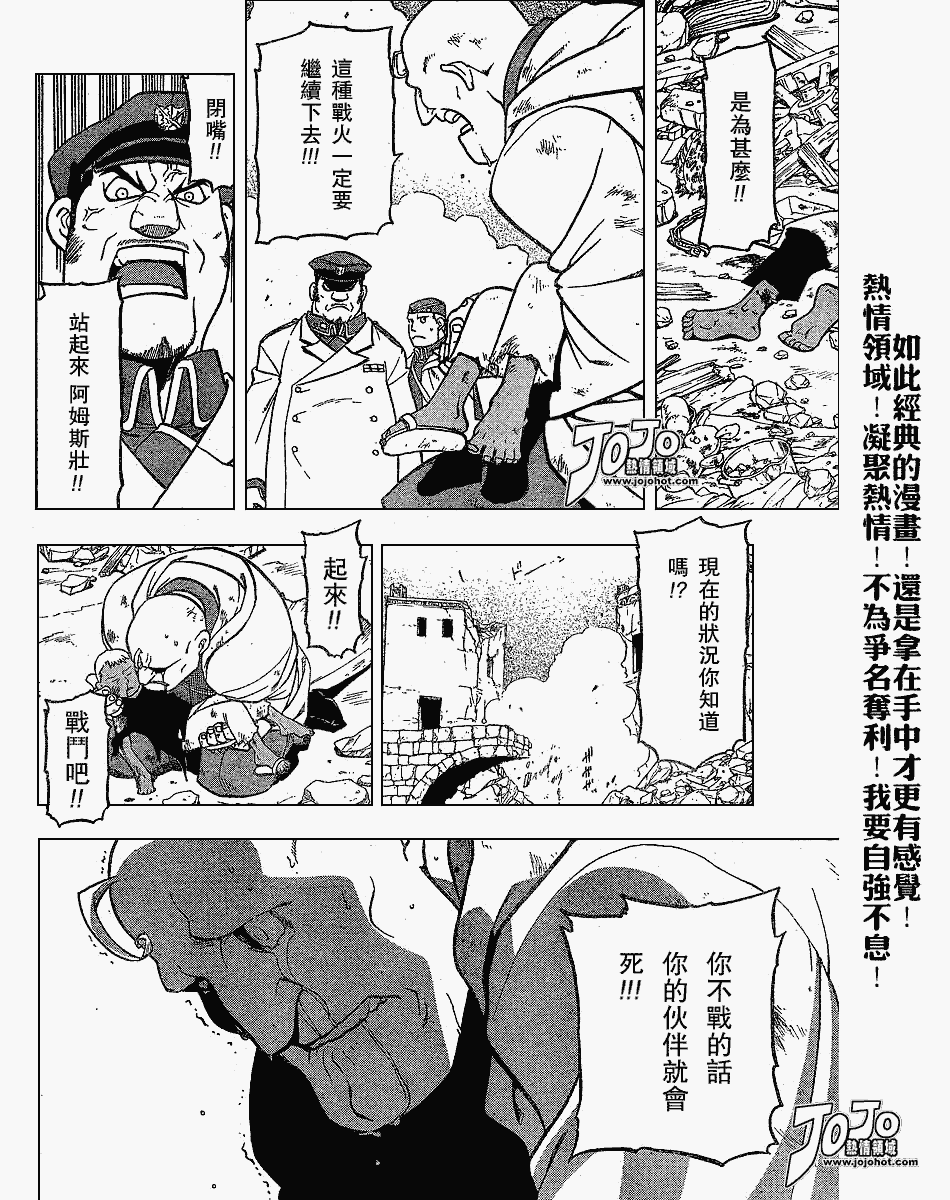 是為甚麼!!
這種戰火一定要
繼續下去!!!
閉嘴!!
站起來 阿姆斯壯!!
現在的狀況你知道
嗎!?
起來!!
戰鬥吧!!
你不戰的話
你的伙伴就會
死!!!
如此經典的漫畫！還是拿在手中才更有感覺！
熱情領域！凝聚熱情！不為爭名奪利！我要自強不息！
JOJO
熱情領域
www.jojohot.com
JOJO
熱情領域
www.jojohot.com